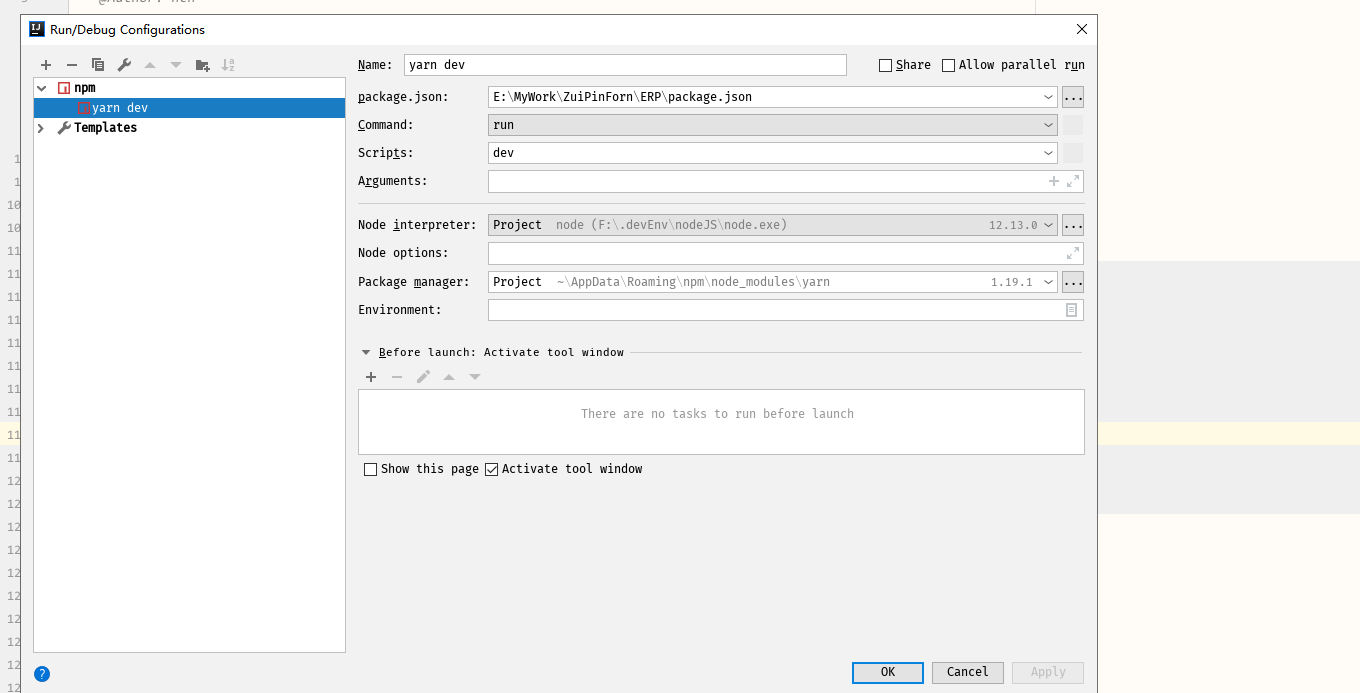 @Author: hch
Run/Debug Configurations
npm
yarn dev
Templates
Name: yarn dev
Share
Allow parallel run
package.json: E:\MyWork\ZuiPinForn\ERP\package.json
Command: run
Scripts: dev
Arguments:
Node interpreter: Project node (F:\.devEnv\nodeJS\node.exe) 12.13.0
Node options:
Package manager: Project ~\AppData\Roaming\npm\node_modules\yarn 1.19.1
Environment:
Before launch: Activate tool window
There are no tasks to run before launch
Show this page
Activate tool window
OK
Cancel
Apply